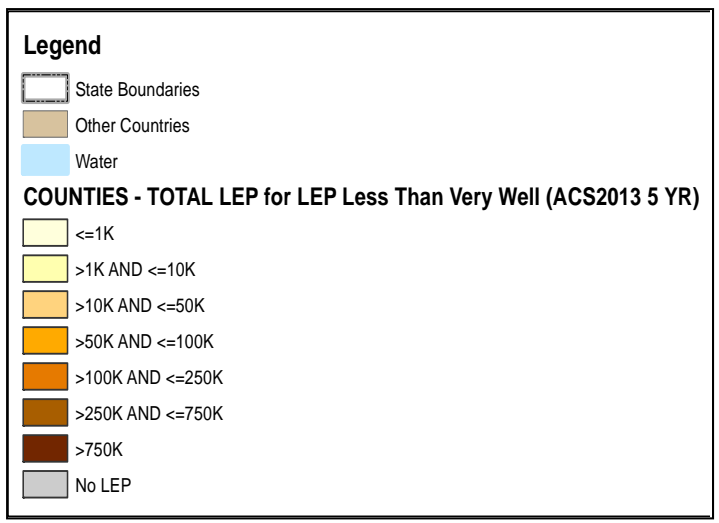 Legend
State Boundaries
Other Countries
Water
COUNTIES - TOTAL LEP for LEP Less Than Very Well (ACS2013 5 YR)
<=1K
>1K AND <=10K
>10K AND <=50K
>50K AND <=100K
>100K AND <=250K
>250K AND <=750K
>750K
No LEP